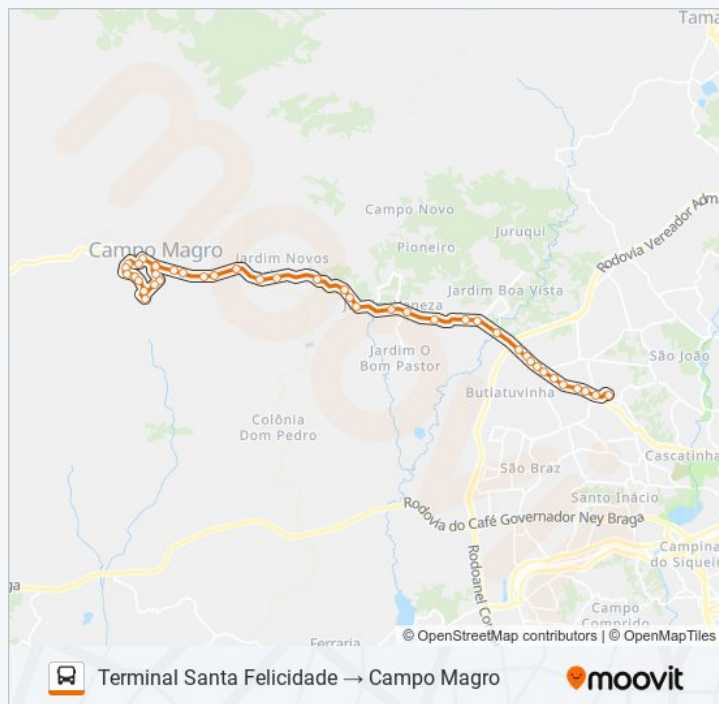 Tama
Campo Novo
Pioneiro
Juruqui
Rodovia Vereador Adma
Campo Magro
Jardim Novos
Jardim Boa Vista
Jardim O
Bom Pastor
São João
Butiatuvinha
Colônia
Dom Pedro
Cascatinha
São Braz
Santo Inácio
Rodovia do Café Governador Ney Braga
Campina
do Siqueira
Rodoanel Co
ga
Campo
Comprido
Ferraria
© OpenStreetMap contributors | © OpenMapTiles
Terminal Santa Felicidade → Campo Magro
moovit